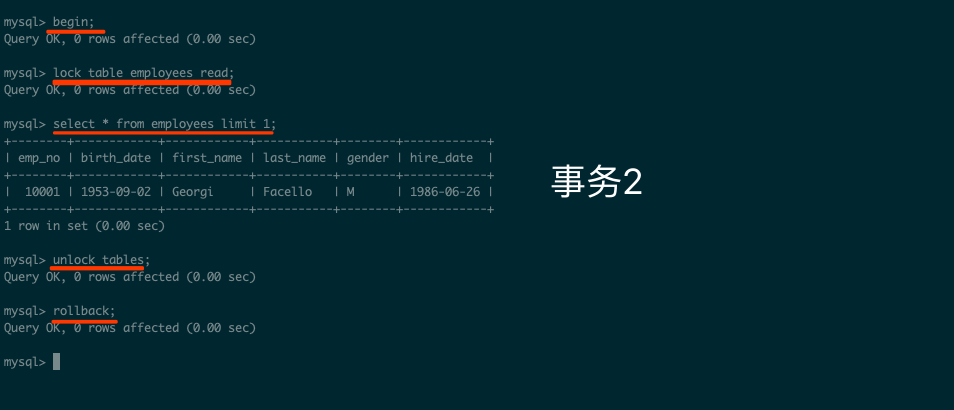 mysql> begin;
Query OK, 0 rows affected (0.00 sec)
mysql> lock table employees read;
Query OK, 0 rows affected (0.00 sec)
mysql> select * from employees limit 1;
+--------+------------+------------+-----------+--------+------------+
| emp_no | birth_date | first_name | last_name | gender | hire_date  |
+--------+------------+------------+-----------+--------+------------+
|  10001 | 1953-09-02 | Georgi     | Facello   | M      | 1986-06-26 |
+--------+------------+------------+-----------+--------+------------+
事务2
1 row in set (0.00 sec)
mysql> unlock tables;
Query OK, 0 rows affected (0.00 sec)
mysql> rollback;
Query OK, 0 rows affected (0.00 sec)
mysql>